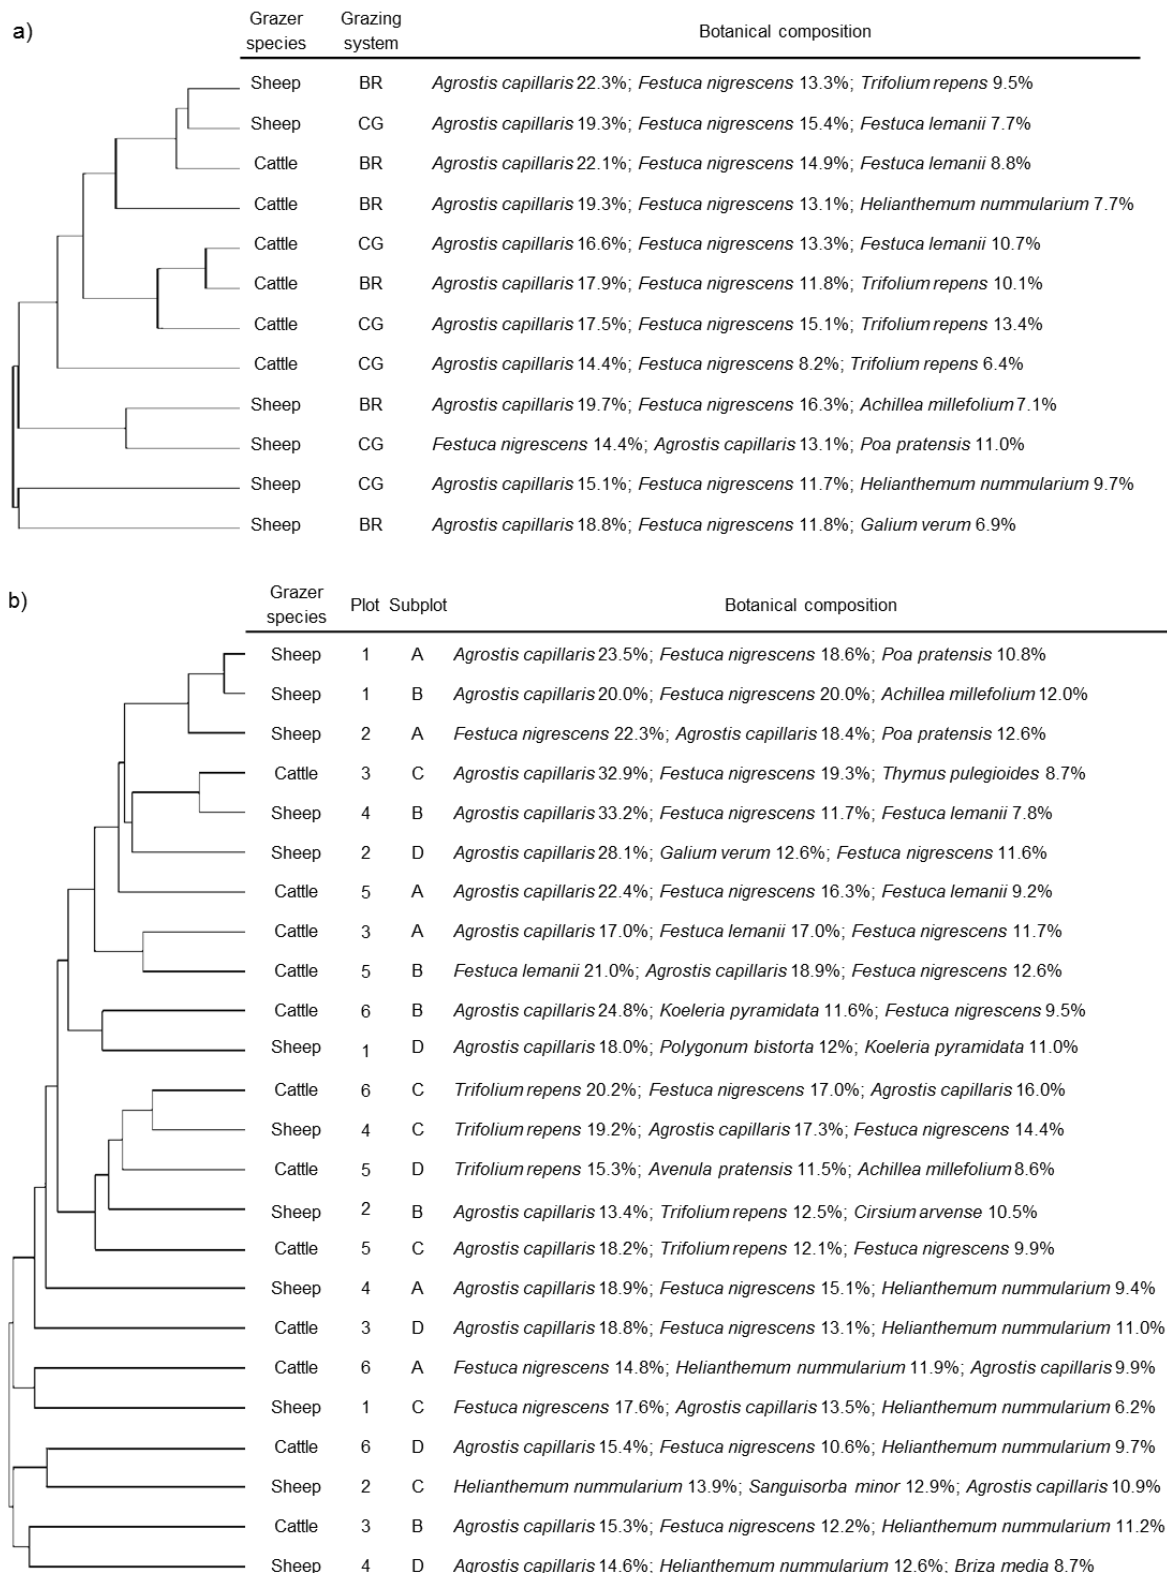 a)
Grazer species Grazing system Botanical composition
Sheep BR Agrostis capillaris 22.3%; Festuca nigrescens 13.3%; Trifolium repens 9.5%
Sheep CG Agrostis capillaris 19.3%; Festuca nigrescens 15.4%; Festuca lemanii 7.7%
Cattle BR Agrostis capillaris 22.1%; Festuca nigrescens 14.9%; Festuca lemanii 8.8%
Cattle BR Agrostis capillaris 19.3%; Festuca nigrescens 13.1%; Helianthemum nummularium 7.7%
Cattle CG Agrostis capillaris 16.6%; Festuca nigrescens 13.3%; Festuca lemanii 10.7%
Cattle BR Agrostis capillaris 17.9%; Festuca nigrescens 11.8%; Trifolium repens 10.1%
Cattle CG Agrostis capillaris 17.5%; Festuca nigrescens 15.1%; Trifolium repens 13.4%
Cattle CG Agrostis capillaris 14.4%; Festuca nigrescens 8.2%; Trifolium repens 6.4%
Sheep BR Agrostis capillaris 19.7%; Festuca nigrescens 16.3%; Achillea millefolium 7.1%
Sheep CG Festuca nigrescens 14.4%; Agrostis capillaris 13.1%; Poa pratensis 11.0%
Sheep CG Agrostis capillaris 15.1%; Festuca nigrescens 11.7%; Helianthemum nummularium 9.7%
Sheep BR Agrostis capillaris 18.8%; Festuca nigrescens 11.8%; Galium verum 6.9%
b)
Grazer species Plot Subplot Botanical composition
Sheep 1 A Agrostis capillaris 23.5%; Festuca nigrescens 18.6%; Poa pratensis 10.8%
Sheep 1 B Agrostis capillaris 20.0%; Festuca nigrescens 20.0%; Achillea millefolium 12.0%
Sheep 2 A Festuca nigrescens 22.3%; Agrostis capillaris 18.4%; Poa pratensis 12.6%
Cattle 3 C Agrostis capillaris 32.9%; Festuca nigrescens 19.3%; Thymus pulegioides 8.7%
Sheep 4 B Agrostis capillaris 33.2%; Festuca nigrescens 11.7%; Festuca lemanii 7.8%
Sheep 2 D Agrostis capillaris 28.1%; Galium verum 12.6%; Festuca nigrescens 11.6%
Cattle 5 A Agrostis capillaris 22.4%; Festuca nigrescens 16.3%; Festuca lemanii 9.2%
Cattle 3 A Agrostis capillaris 17.0%; Festuca lemanii 17.0%; Festuca nigrescens 11.7%
Cattle 5 B Festuca lemanii 21.0%; Agrostis capillaris 18.9%; Festuca nigrescens 12.6%
Cattle 6 B Agrostis capillaris 24.8%; Koeleria pyramidata 11.6%; Festuca nigrescens 9.5%
Sheep 1 D Agrostis capillaris 18.0%; Polygonum bistorta 12%; Koeleria pyramidata 11.0%
Cattle 6 C Trifolium repens 20.2%; Festuca nigrescens 17.0%; Agrostis capillaris 16.0%
Sheep 4 C Trifolium repens 19.2%; Agrostis capillaris 17.3%; Festuca nigrescens 14.4%
Cattle 5 D Trifolium repens 15.3%; Avenula pratensis 11.5%; Achillea millefolium 8.6%
Sheep 2 B Agrostis capillaris 13.4%; Trifolium repens 12.5%; Cirsium arvense 10.5%
Cattle 5 C Agrostis capillaris 18.2%; Trifolium repens 12.1%; Festuca nigrescens 9.9%
Sheep 4 A Agrostis capillaris 18.9%; Festuca nigrescens 15.1%; Helianthemum nummularium 9.4%
Cattle 3 D Agrostis capillaris 18.8%; Festuca nigrescens 13.1%; Helianthemum nummularium 11.0%
Cattle 6 A Festuca nigrescens 14.8%; Helianthemum nummularium 11.9%; Agrostis capillaris 9.9%
Sheep 1 C Festuca nigrescens 17.6%; Agrostis capillaris 13.5%; Helianthemum nummularium 6.2%
Cattle 6 D Agrostis capillaris 15.4%; Festuca nigrescens 10.6%; Helianthemum nummularium 9.7%
Sheep 2 C Helianthemum nummularium 13.9%; Sanguisorba minor 12.9%; Agrostis capillaris 10.9%
Cattle 3 B Agrostis capillaris 15.3%; Festuca nigrescens 12.2%; Helianthemum nummularium 11.2%
Sheep 4 D Agrostis capillaris 14.6%; Helianthemum nummularium 12.6%; Briza media 8.7%